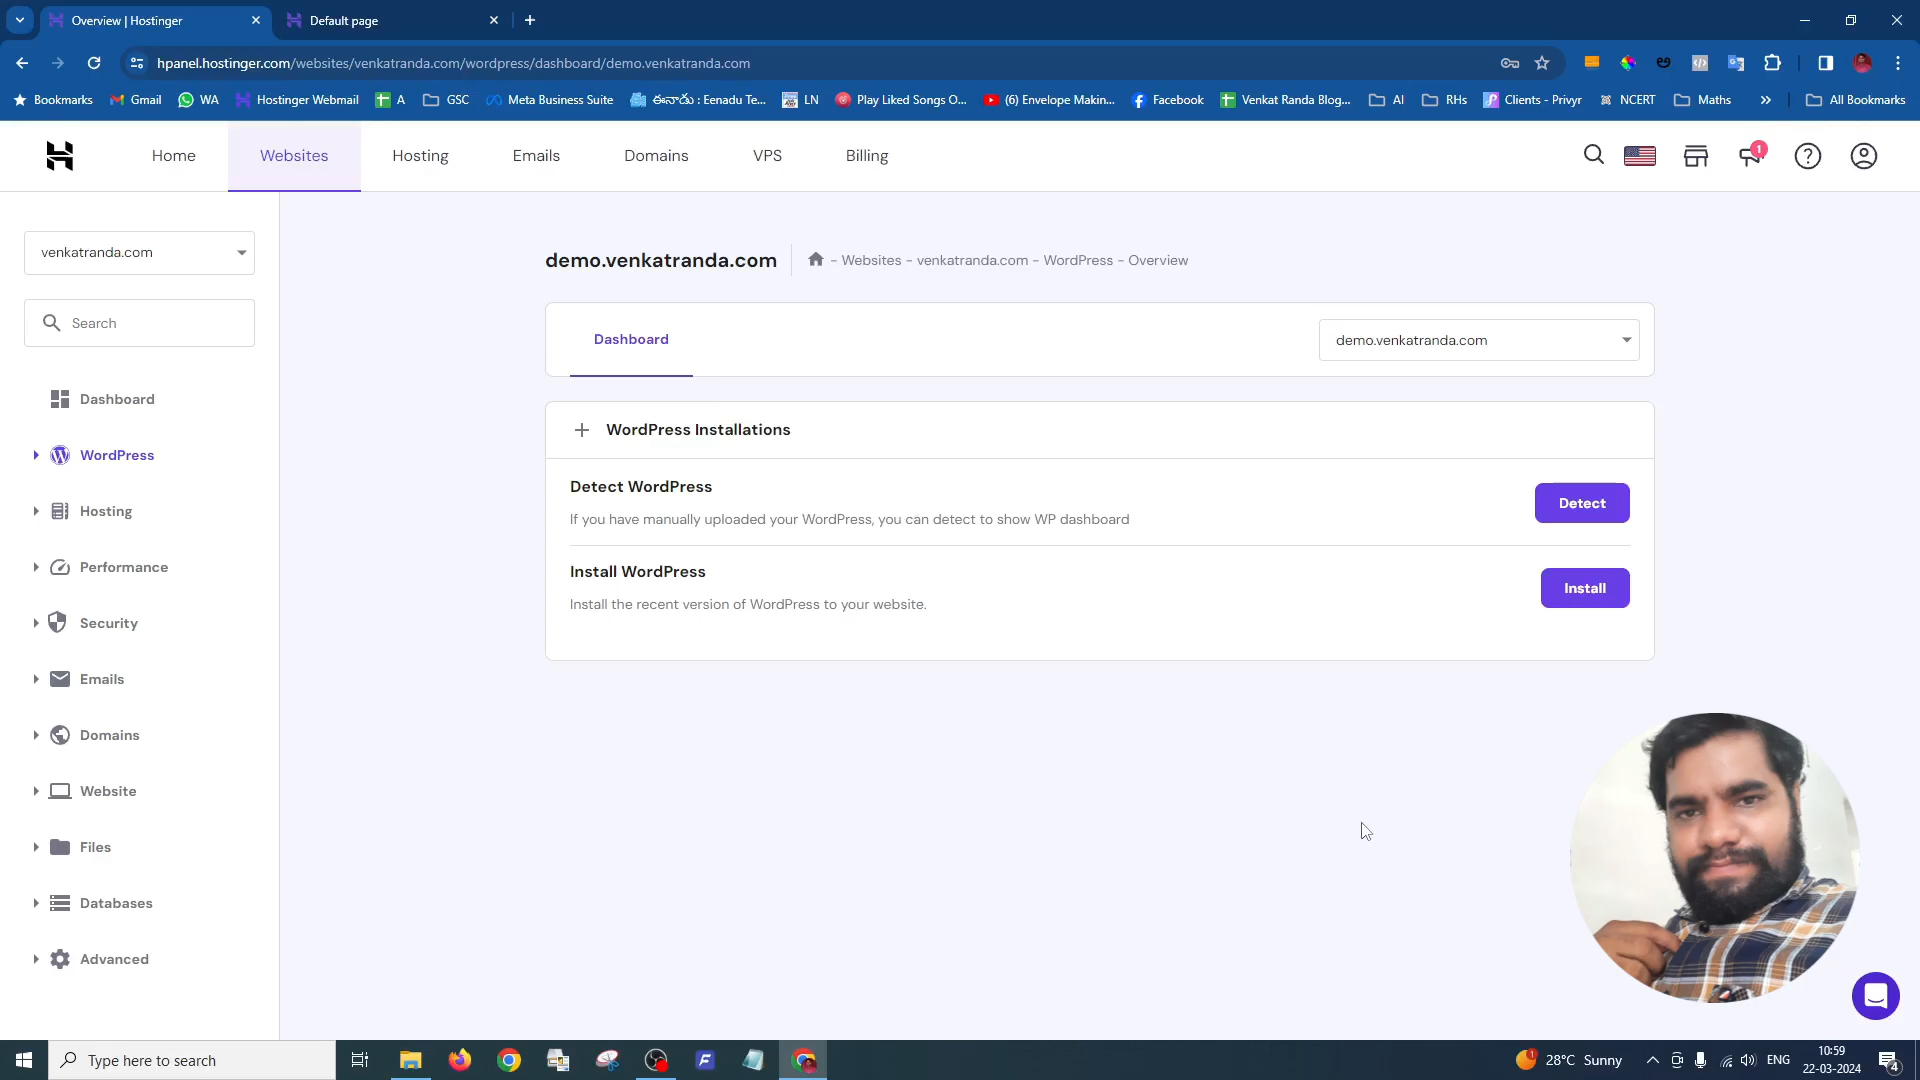 Overview | Hostinger
Default page
hpanel.hostinger.com/websites/venkatranda.com/wordpress/dashboard/demo.venkatranda.com
Bookmarks Gmail WA Hostinger Webmail A GSC Meta Business Suite ఈనాడు : Eenadu Te... LN Play Liked Songs O... (6) Envelope Makin... Facebook Venkat Randa Blog... AI RHs Clients - Privyr NCERT Maths » All Bookmarks
Home Websites Hosting Emails Domains VPS Billing
1
venkatranda.com
Search
Dashboard
WordPress
Hosting
Performance
Security
Emails
Domains
Website
Files
Databases
Advanced
demo.venkatranda.com
- Websites - venkatranda.com - WordPress - Overview
Dashboard
demo.venkatranda.com
WordPress Installations
Detect WordPress
If you have manually uploaded your WordPress, you can detect to show WP dashboard
Detect
Install WordPress
Install the recent version of WordPress to your website.
Install
Type here to search
1
28°C Sunny
ENG
10:59
22-03-2024
4